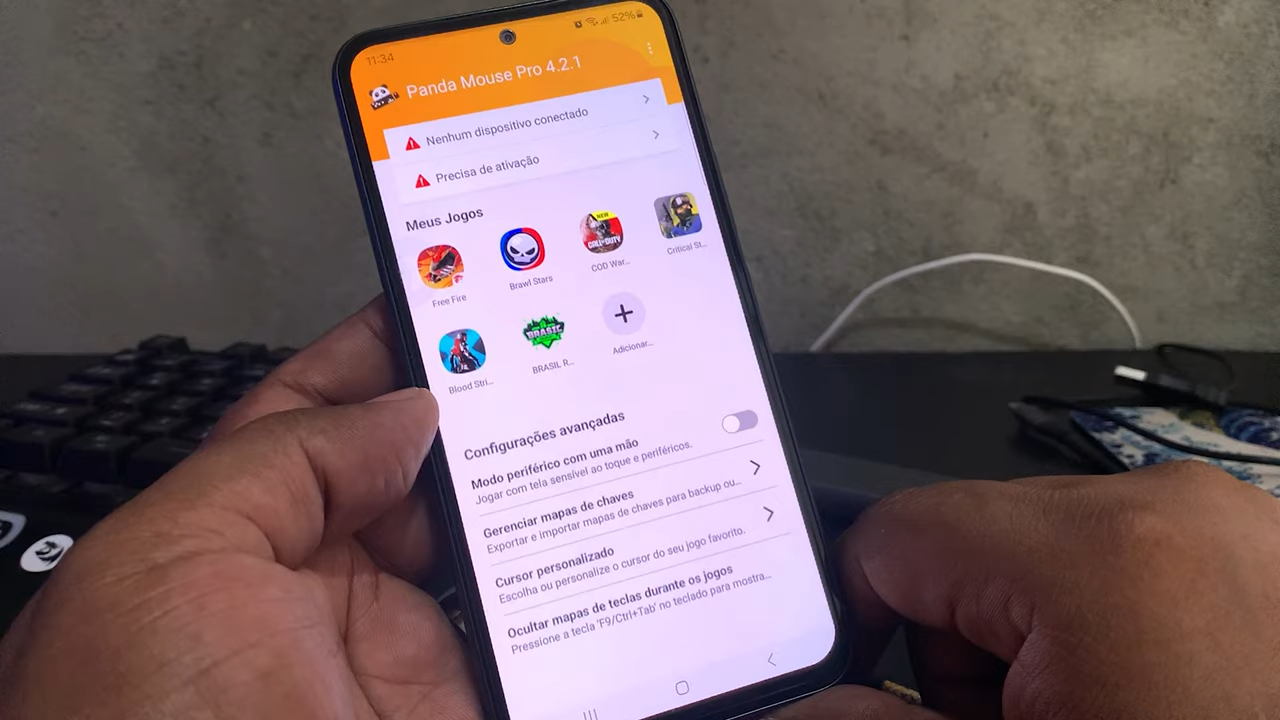 11:34
52%
Panda Mouse Pro 4.2.1
Nenhum dispositivo conectado
Precisa de ativação
Meus Jogos
NEW
CALL OF DUTY
Free Fire
Brawl Stars
COD War...
Critical St...
BRASIL
Blood Stri...
BRASIL R...
Adicionar...
Configurações avançadas
Modo periférico com uma mão
Jogar com tela sensível ao toque e periféricos.
Gerenciar mapas de chaves
Exportar e importar mapas de chaves para backup ou...
Cursor personalizado
Escolha ou personalize o cursor do seu jogo favorito.
Ocultar mapas de teclas durante os jogos
Pressione a tecla 'F9/Ctrl+Tab' no teclado para mostra...